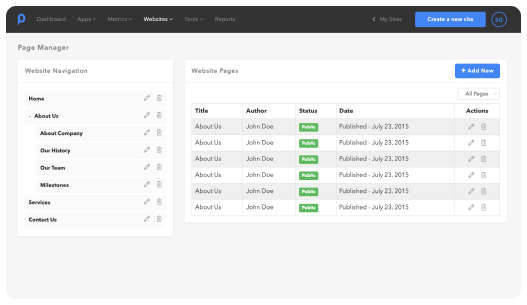 Dashboard Apps Metrics Websites Tools Reports My Sites Create a new site SG
Page Manager
Website Navigation
Home
- About Us
About Company
Our History
Our Team
Milestones
Services
Contact Us
Website Pages
+ Add New
All Pages
Title Author Status Date Actions
About Us John Doe Public Published - July 23, 2015
About Us John Doe Public Published - July 23, 2015
About Us John Doe Public Published - July 23, 2015
About Us John Doe Public Published - July 23, 2015
About Us John Doe Public Published - July 23, 2015
About Us John Doe Public Published - July 23, 2015